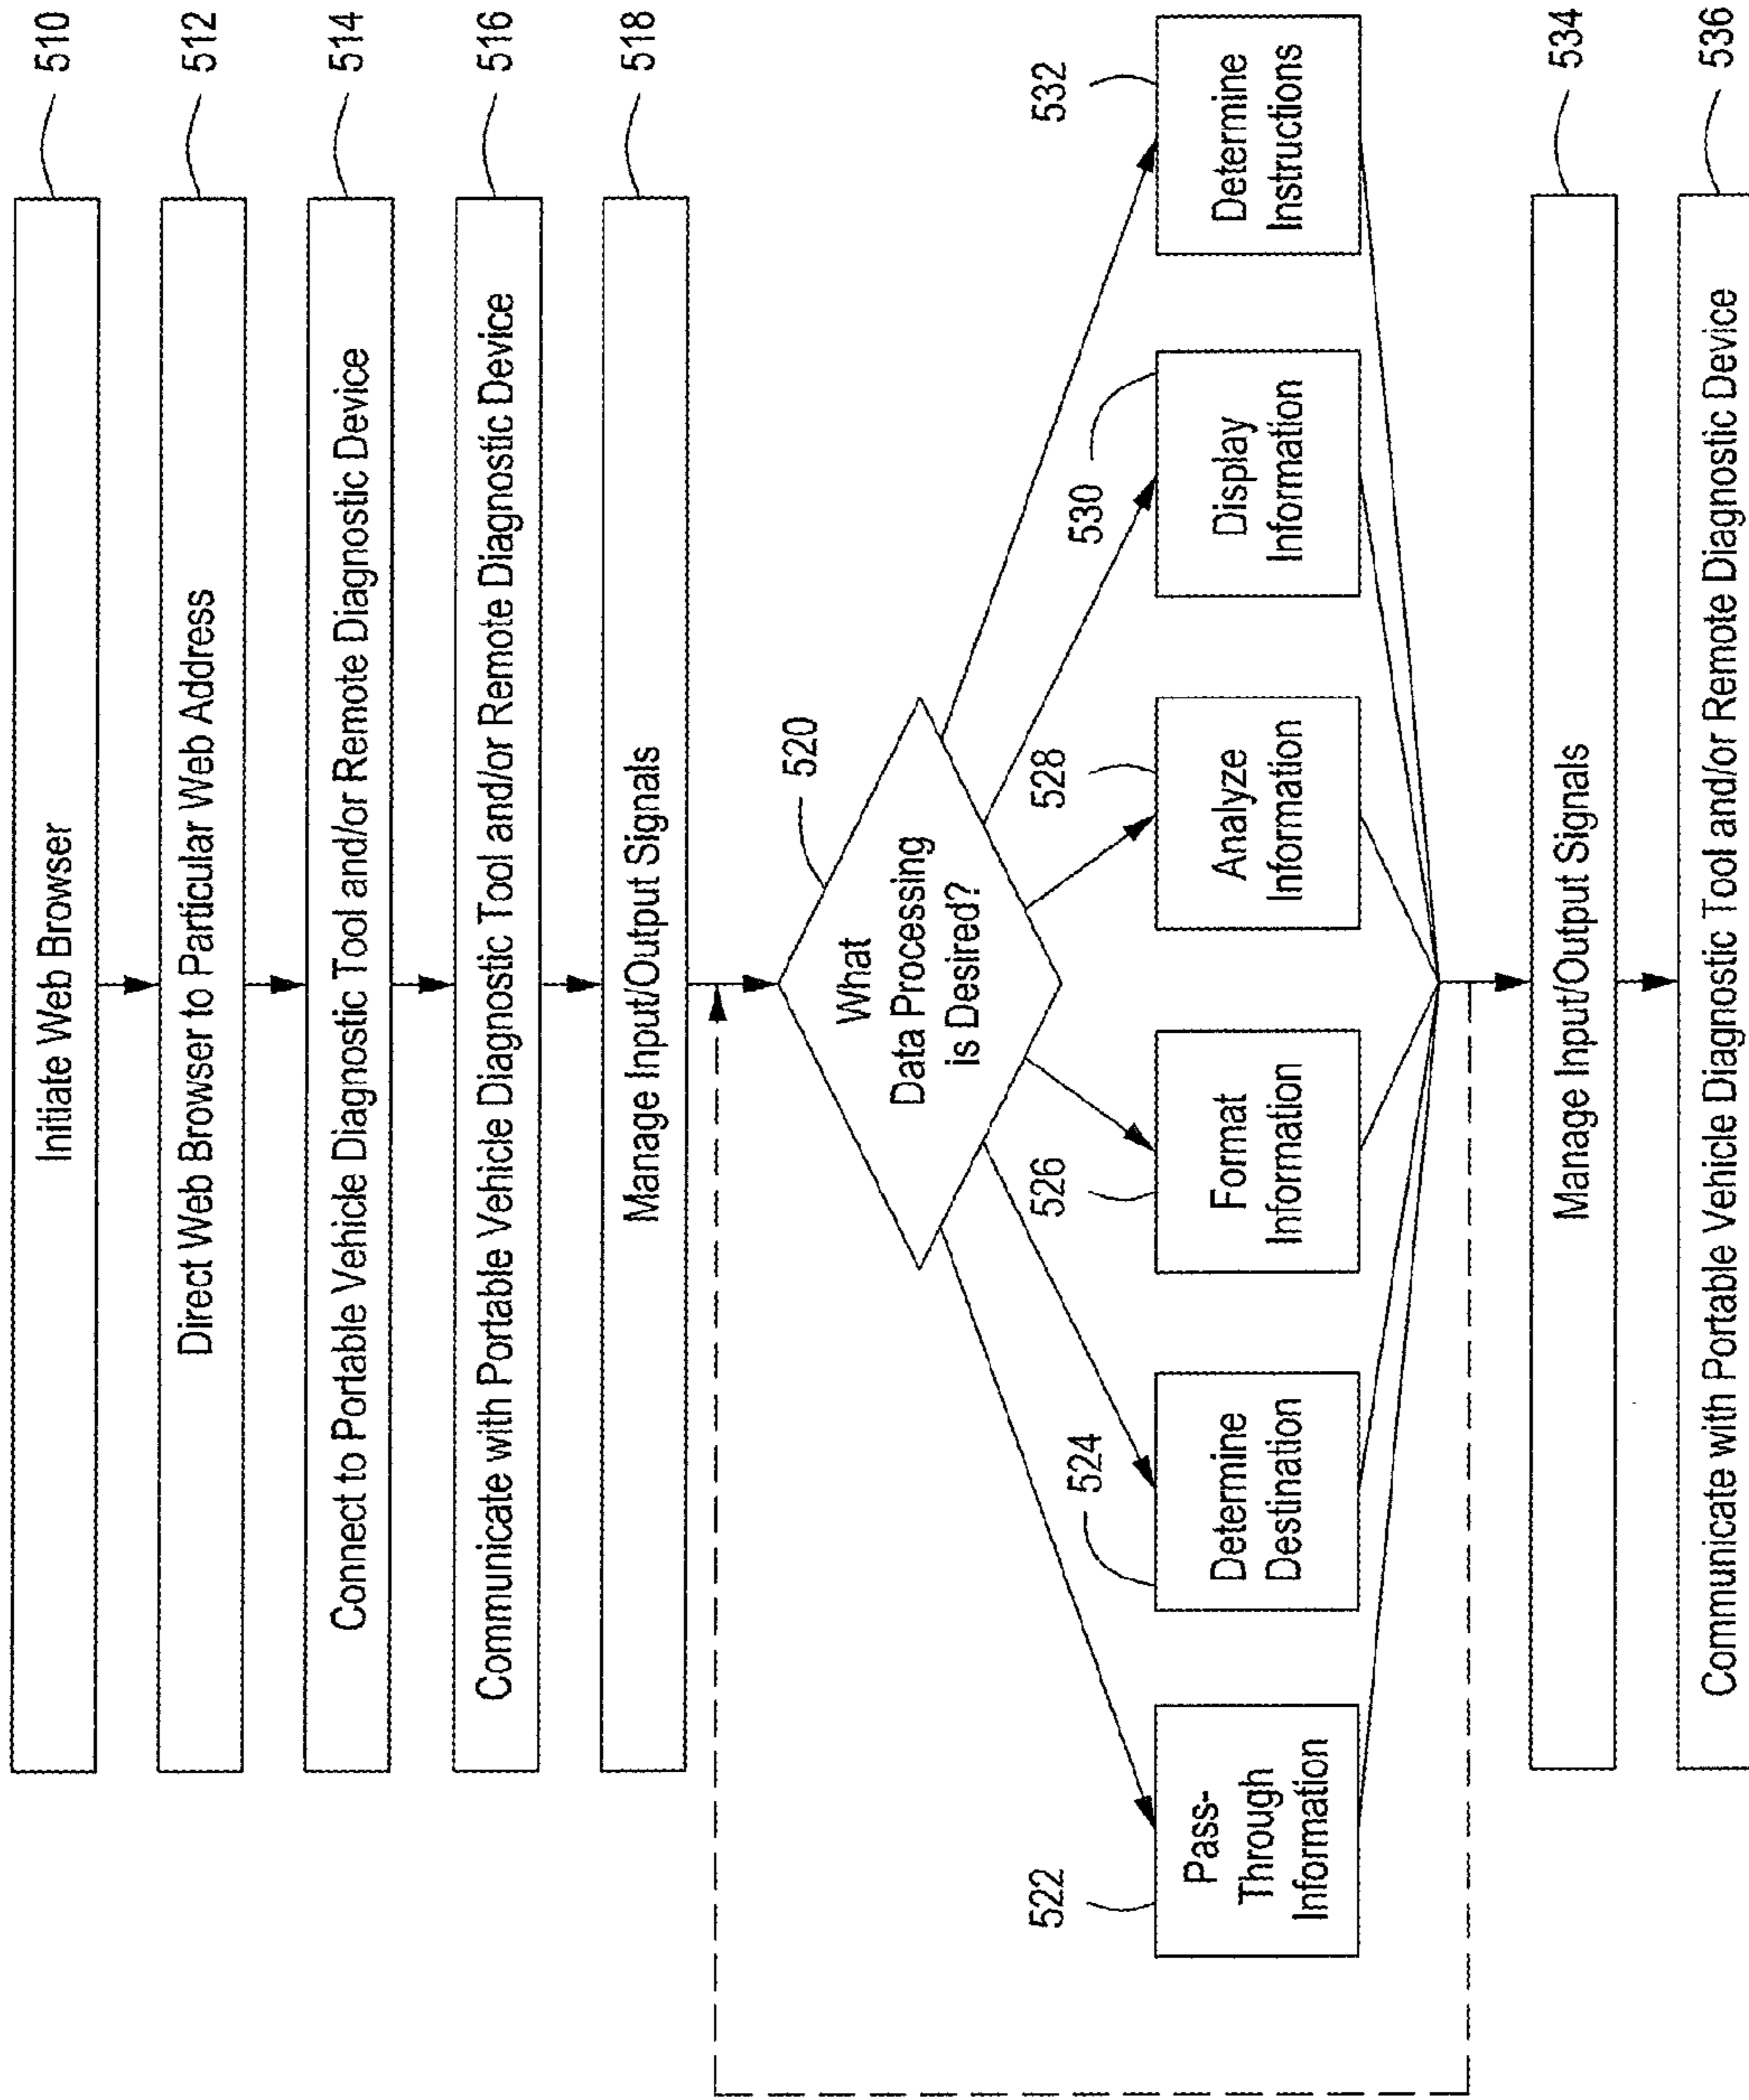 Initiate Web Browser
510
Direct Web Browser to Particular Web Address
512
Connect to Portable Vehicle Diagnostic Tool and/or Remote Diagnostic Device
514
Communicate with Portable Vehicle Diagnostic Tool and/or Remote Diagnostic Device
516
Manage Input/Output Signals
518
What
Data Processing
is Desired?
520
522
Pass-
Through
Information
524
Determine
Destination
526
Format
Information
528
Analyze
Information
530
Display
Information
532
Determine
Instructions
Manage Input/Output Signals
534
Communicate with Portable Vehicle Diagnostic Tool and/or Remote Diagnostic Device
536